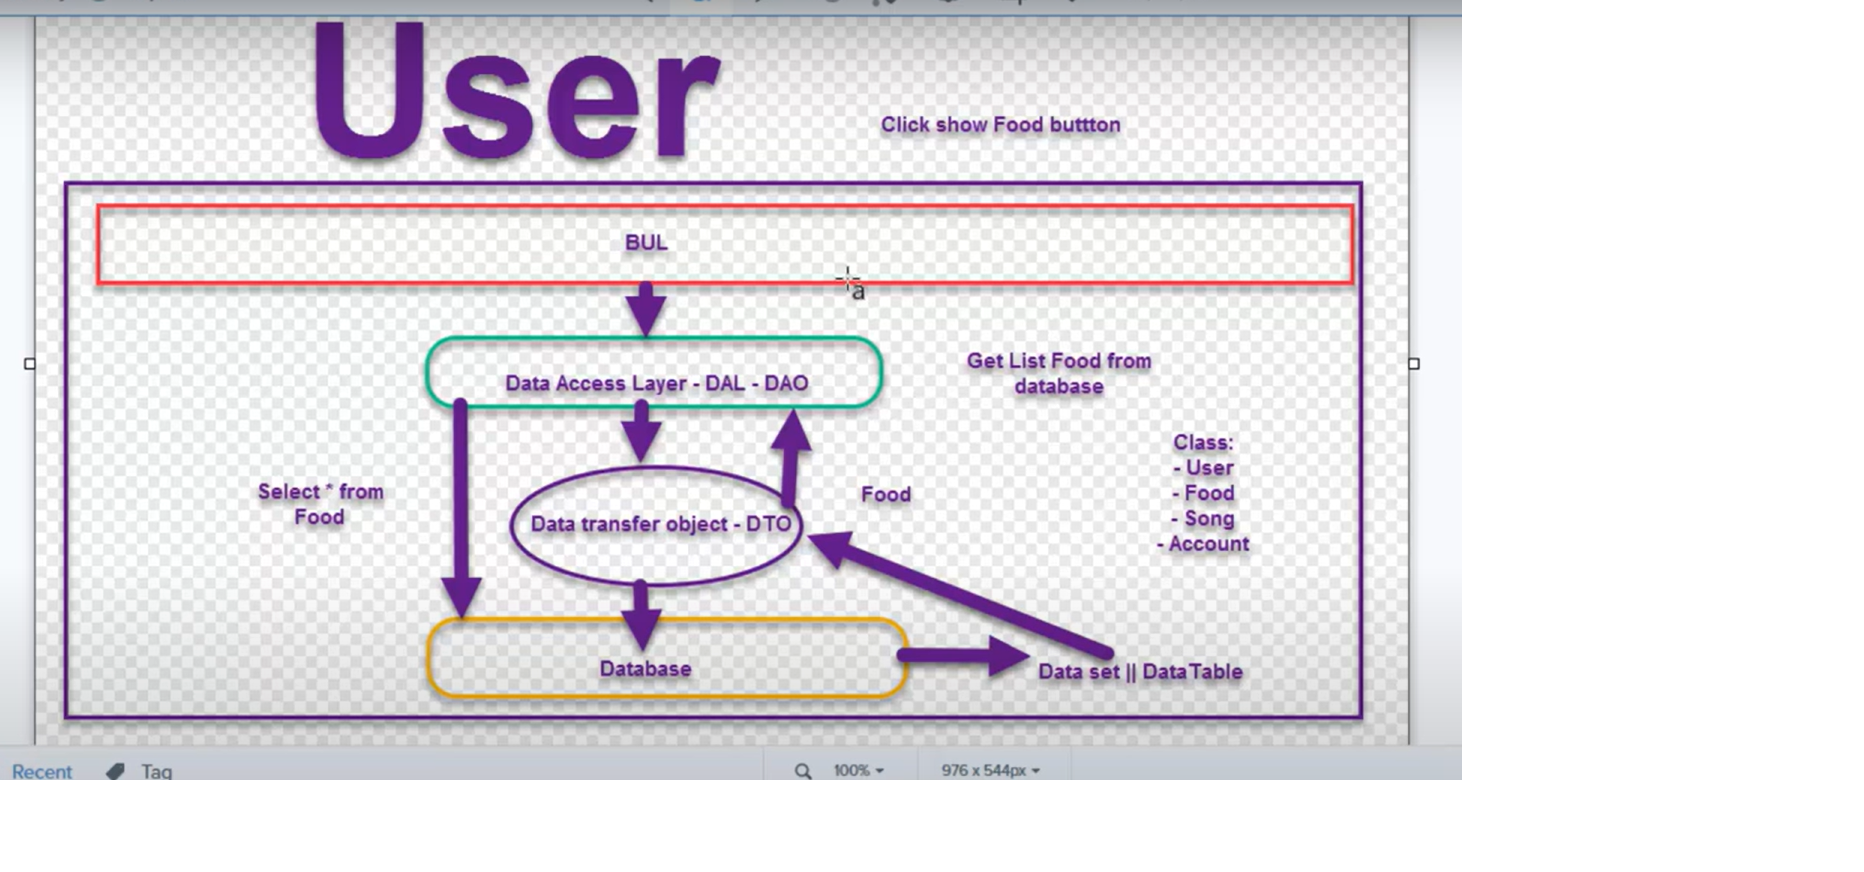 User
Click show Food buttton
BUL
a
Data Access Layer - DAL - DAO
Get List Food from
database
Class:
- User
- Food
- Song
- Account
Select * from
Food
Data transfer object - DTO
Food
Database
Data set || DataTable
Recent
Tag
100%
976 x 544px